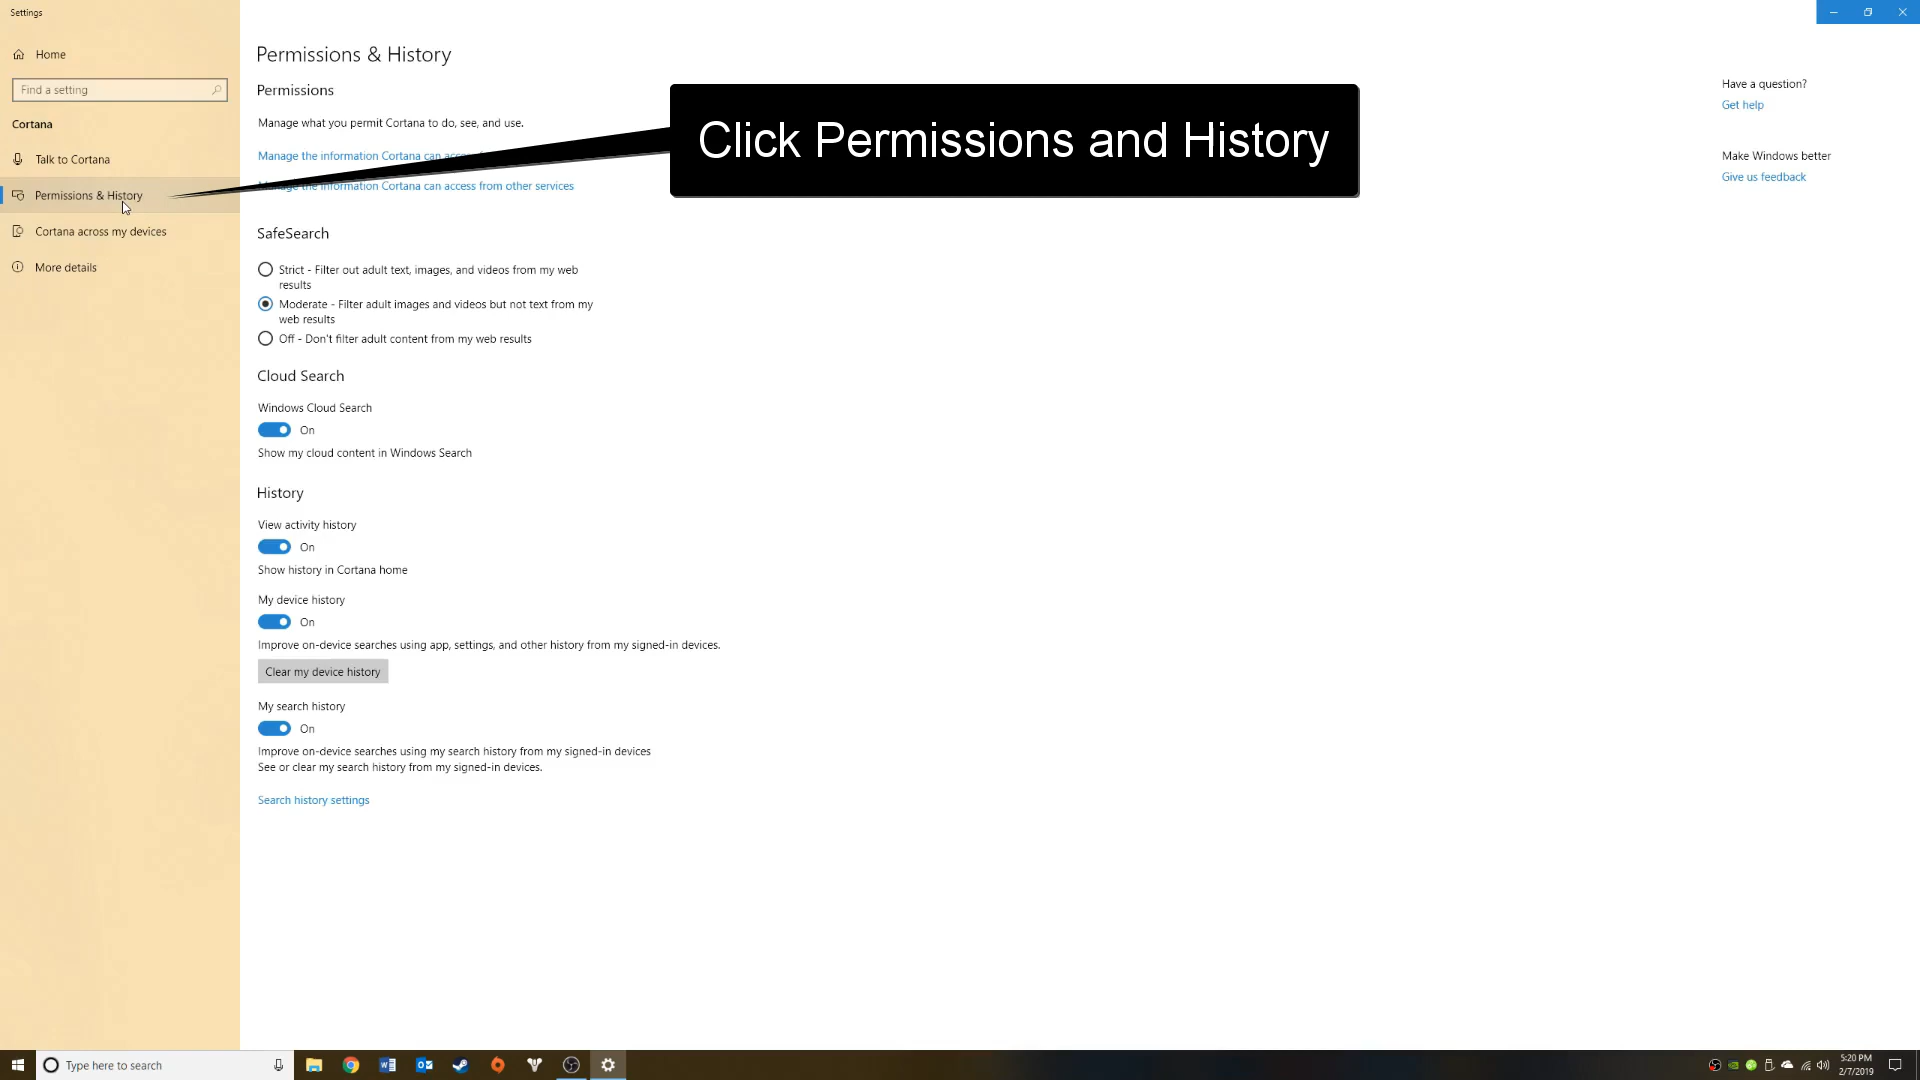 Settings
Home
Find a setting
Cortana
Talk to Cortana
Permissions & History
Cortana across my devices
More details
Permissions & History
Permissions
Manage what you permit Cortana to do, see, and use.
Manage the information Cortana can
the information Cortana can access from other services
Click Permissions and History
SafeSearch
Strict - Filter out adult text, images, and videos from my web
results
Moderate - Filter adult images and videos but not text from my
web results
Off - Don't filter adult content from my web results
Cloud Search
Windows Cloud Search
On
Show my cloud content in Windows Search
History
View activity history
On
Show history in Cortana home
My device history
On
Improve on-device searches using app, settings, and other history from my signed-in devices.
Clear my device history
My search history
On
Improve on-device searches using my search history from my signed-in devices
See or clear my search history from my signed-in devices.
Search history settings
Have a question?
Get help
Make Windows better
Give us feedback
Type here to search
5:20 PM
2/7/2019